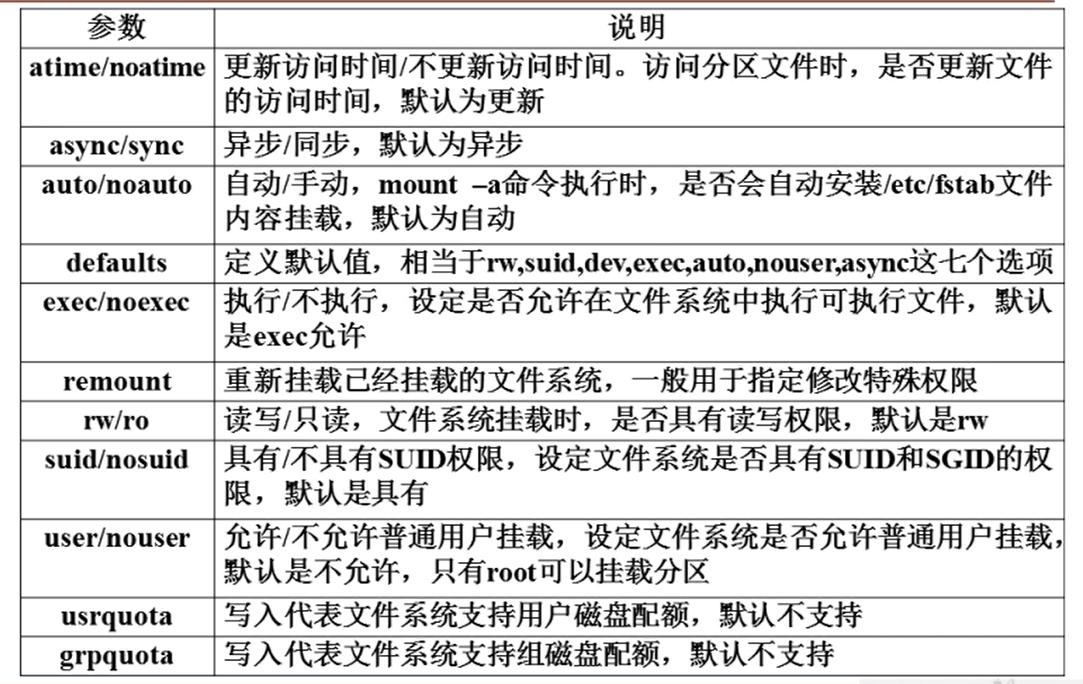 参数 说明
atime/noatime 更新访问时间/不更新访问时间。访问分区文件时，是否更新文件
的访问时间，默认为更新
async/sync 异步/同步，默认为异步
auto/noauto 自动/手动，mount –a命令执行时，是否会自动安装/etc/fstab文件
内容挂载，默认为自动
defaults 定义默认值，相当于rw,suid,dev,exec,auto,nouser,async这七个选项
exec/noexec 执行/不执行，设定是否允许在文件系统中执行可执行文件，默认
是exec允许
remount 重新挂载已经挂载的文件系统，一般用于指定修改特殊权限
rw/ro 读写/只读，文件系统挂载时，是否具有读写权限，默认是rw
suid/nosuid 具有/不具有SUID权限，设定文件系统是否具有SUID和SGID的权
限，默认是具有
user/nouser 允许/不允许普通用户挂载，设定文件系统是否允许普通用户挂载，
默认是不允许，只有root可以挂载分区
usrquota 写入代表文件系统支持用户磁盘配额，默认不支持
grpquota 写入代表文件系统支持组磁盘配额，默认不支持